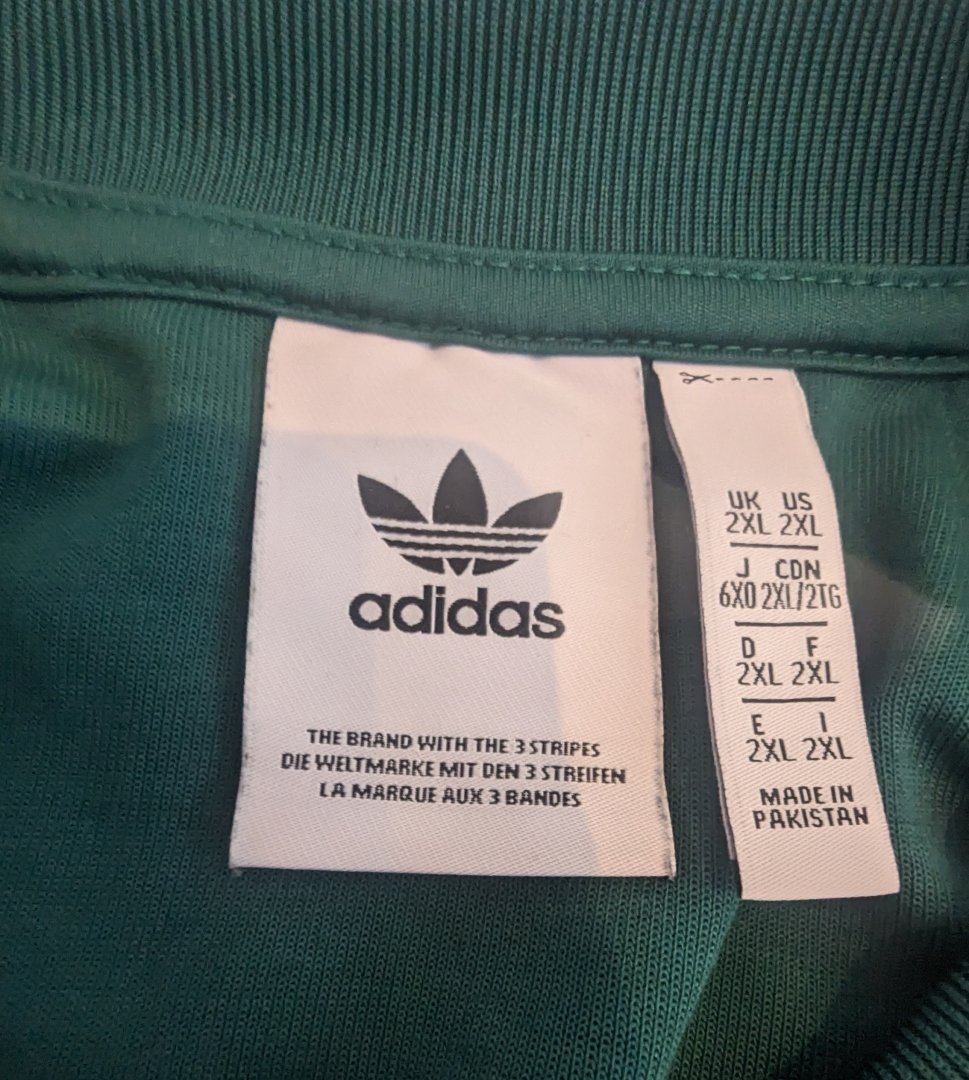 adidas
THE BRAND WITH THE 3 STRIPES
DIE WELTMARKE MIT DEN 3 STREIFEN
LA MARQUE AUX 3 BANDES
UK US
2XL 2XL
J CDN
6XO 2XL/2TG
D F
2XL 2XL
E I
2XL 2XL
MADE IN
PAKISTAN